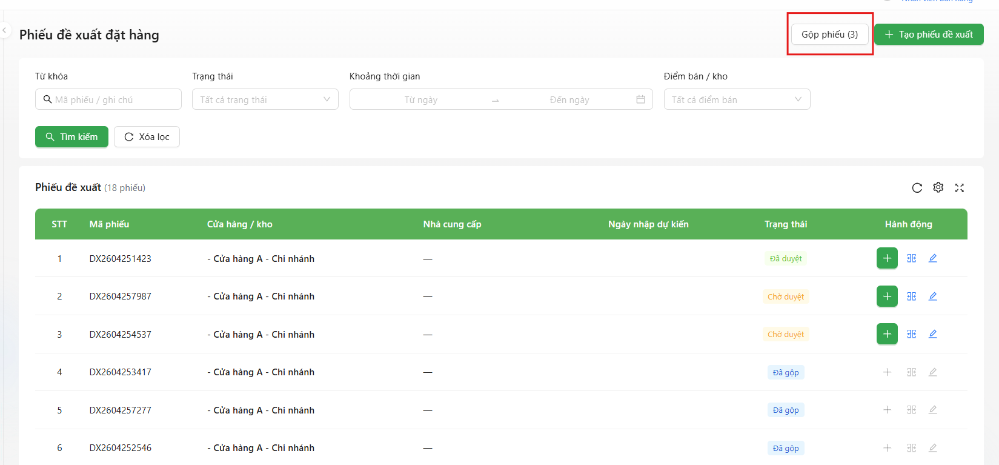 Nhân viên bán hàng
Phiếu đề xuất đặt hàng
Gộp phiếu (3)
Tạo phiếu đề xuất
Từ khóa
Trạng thái
Khoảng thời gian
Điểm bán / kho
Mã phiếu / ghi chú
Tất cả trạng thái
Từ ngày
Đến ngày
Tất cả điểm bán
Tìm kiếm
Xóa lọc
Phiếu đề xuất (18 phiếu)
STT Mã phiếu Cửa hàng / kho Nhà cung cấp Ngày nhập dự kiến Trạng thái Hành động
1 DX2604251423 - Cửa hàng A - Chi nhánh — Đã duyệt
2 DX2604257987 - Cửa hàng A - Chi nhánh — Chờ duyệt
3 DX2604254537 - Cửa hàng A - Chi nhánh — Chờ duyệt
4 DX2604253417 - Cửa hàng A - Chi nhánh — Đã gộp
5 DX2604257277 - Cửa hàng A - Chi nhánh — Đã gộp
6 DX2604252546 - Cửa hàng A - Chi nhánh — Đã gộp